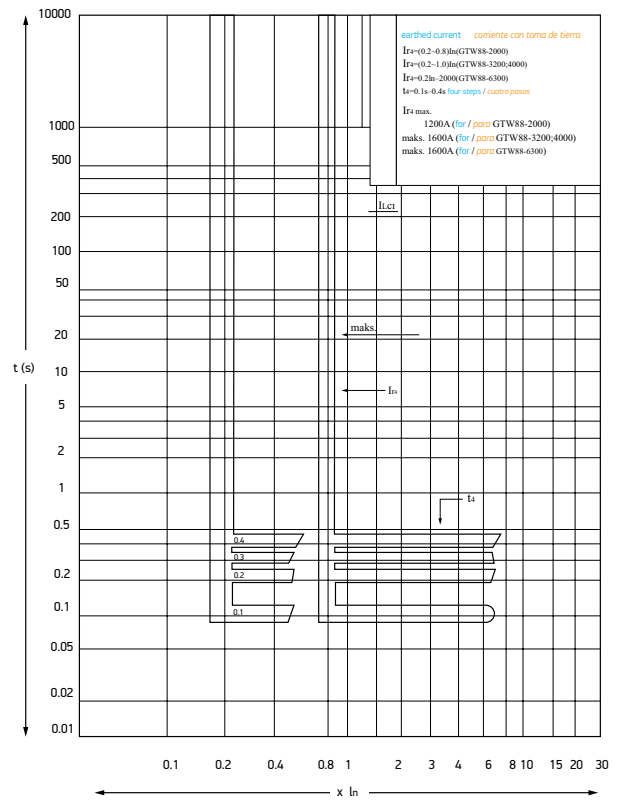 10000
1000
500
200
100
50
20
10
5
2
1
0.5
0.2
0.1
0.05
0.02
0.01
t (s)
earthed current corriente con toma de tierra
Ir4=(0.2~0.8)In(GTW88-2000)
Ir4=(0.2~1.0)In(GTW88-3200;4000)
Ir4=0.2ln~2000(GTW88-6300)
t4=0.1s~0.4s four steps / cuatro pasos
Ir4 max.
1200A (for / para GTW88-2000)
maks. 1600A (for / para GTW88-3200;4000)
maks. 1600A (for / para GTW88-6300)
ILC1
maks.
Ir4
t4
0.4
0.3
0.2
0.1
0.1 0.2 0.4 0.8 1 2 3 4 6 8 10 15 20 30
x ln